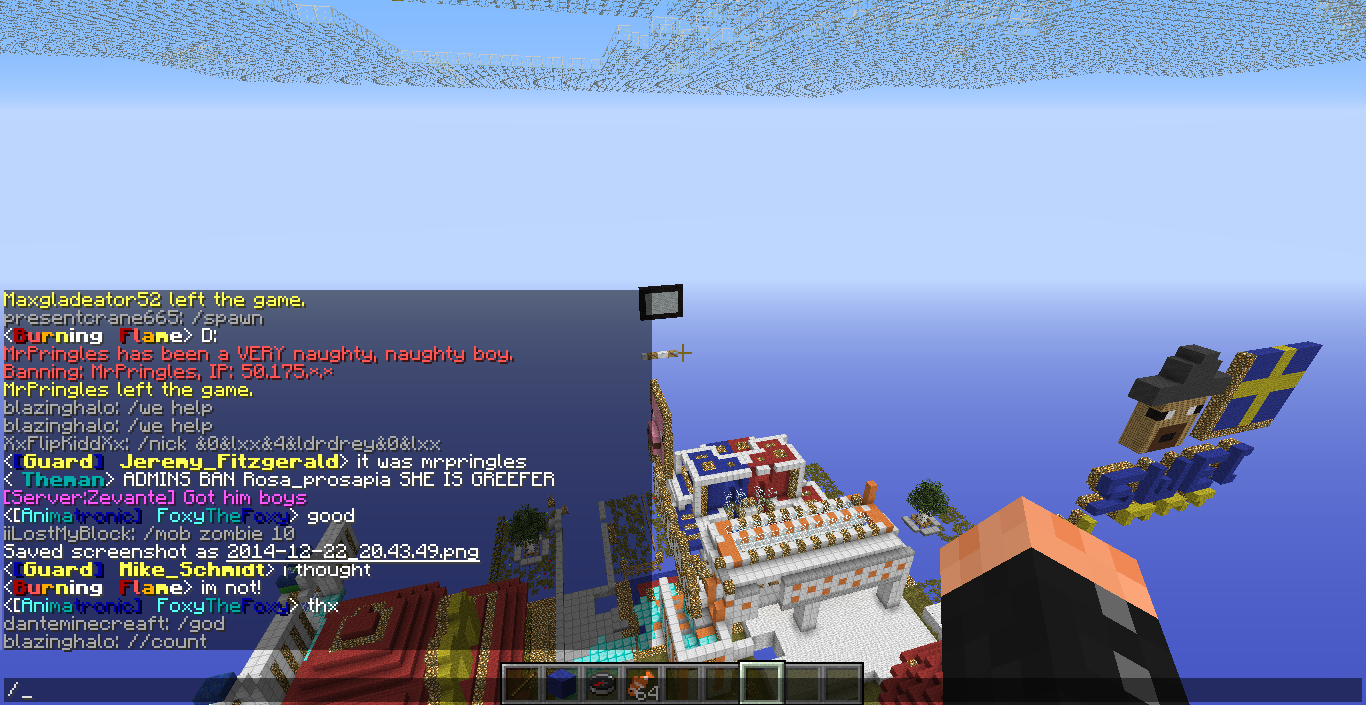 Maxgladeator52 left the game.
presentcrane665: /spawn
<Burning Flame> D:
MrPringles has been a VERY naughty, naughty boy.
Banning: MrPringles, IP: 50.175.*.*
MrPringles left the game.
blazinghalo: /we help
blazinghalo: /we help
XxFlipKiddXx: /nick &0&lxx&4&ldrdrey&0&lxx
<[Guard] Jeremy_Fitzgerald> it was mrpringles
< Theman> ADMINS BAN Rosa_prosapia SHE IS GREEFER
[Server:Zevante] Got him boys
<[Animatronic] FoxyTheFoxy> good
iiLostMyBlock: /mob zombie 10
Saved screenshot as 2014-12-22_20.43.49.png
<[Guard] Mike_Schmidt> i thought
<Burning Flame> im not!
<[Animatronic] FoxyTheFoxy> thx
danteminecreaft: /god
blazinghalo: //count
64
/_